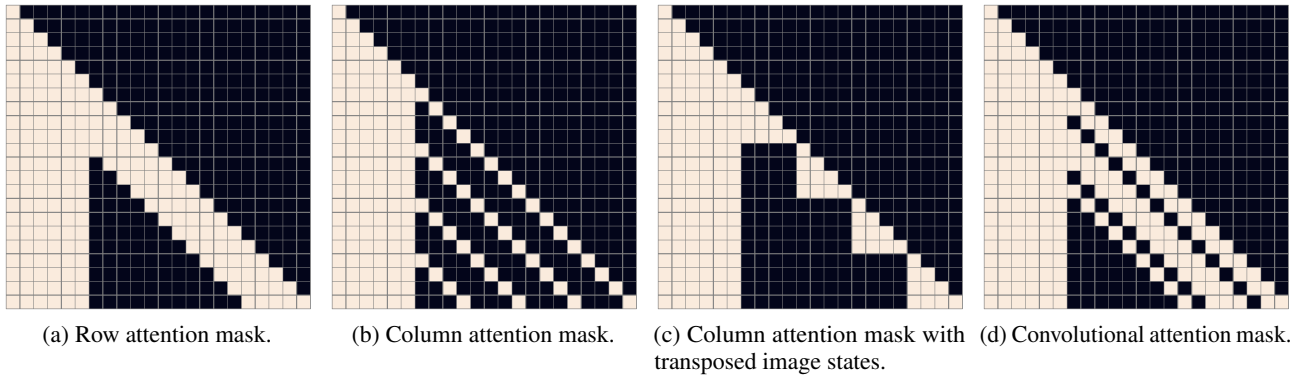 (a) Row attention mask.
(b) Column attention mask.
(c) Column attention mask with
transposed image states.
(d) Convolutional attention mask.